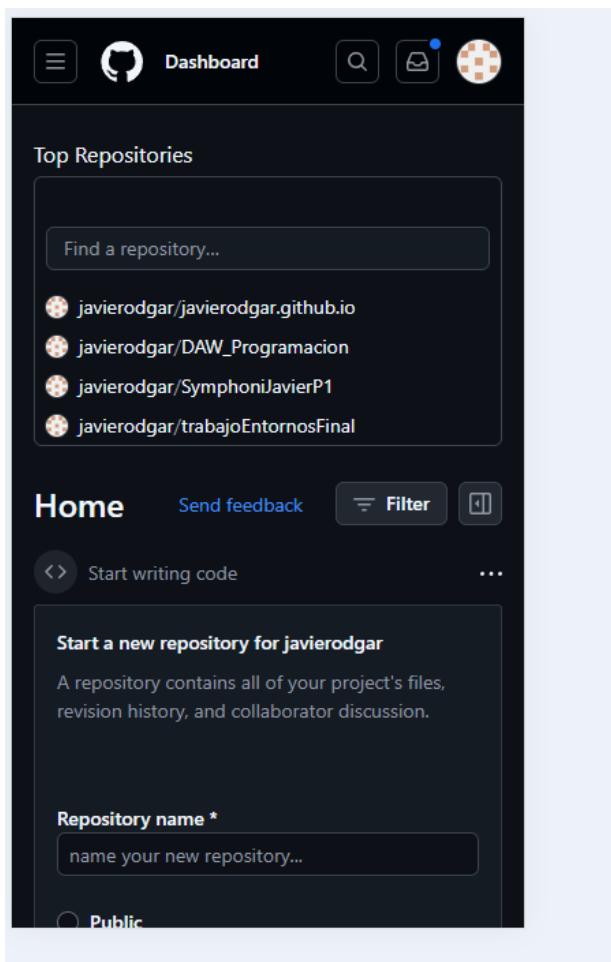 Dashboard
Top Repositories
Find a repository...
javierodgar/javierodgar.github.io
javierodgar/DAW_Programacion
javierodgar/SymphoniJavierP1
javierodgar/trabajoEntornosFinal
Home Send feedback Filter
Start writing code
Start a new repository for javierodgar
A repository contains all of your project's files,
revision history, and collaborator discussion.
Repository name *
name your new repository...
Public